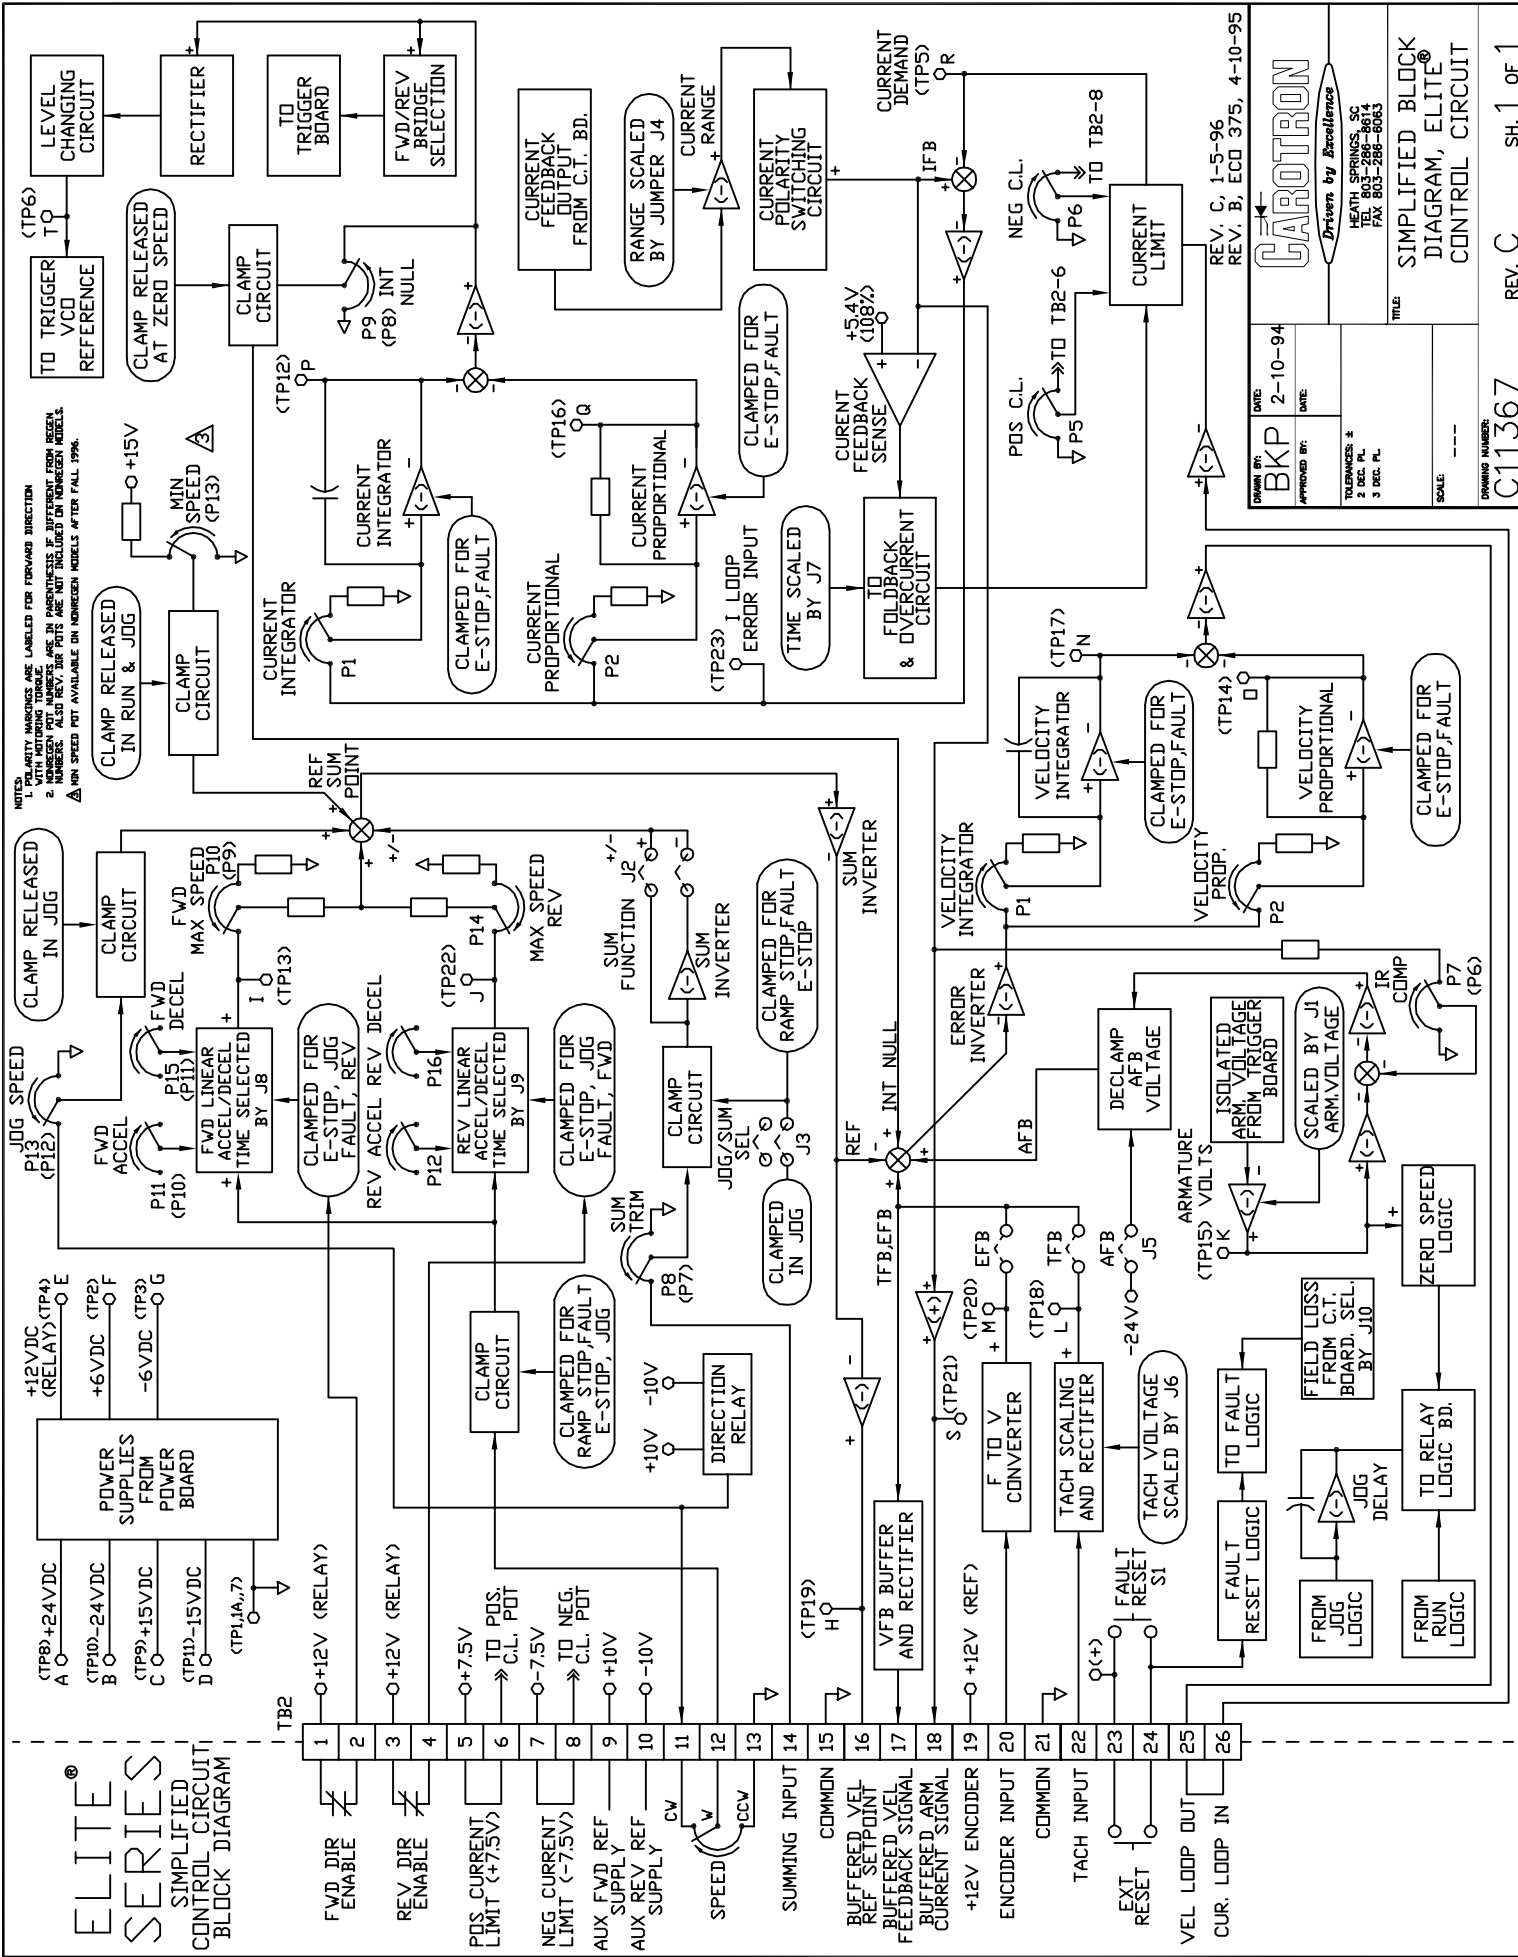 ELITE®
SERIES
SIMPLIFIED
CONTROL CIRCUIT
BLOCK DIAGRAM
TB2
FWD DIR
ENABLE
REV DIR
ENABLE
POS CURRENT
LIMIT (+7.5V)
NEG CURRENT
LIMIT (-7.5V)
AUX FWD REF
SUPPLY
AUX REV REF
SUPPLY
SPEED
CW
W
CCW
SUMMING INPUT
COMMON
BUFFERED VEL
REF SETPOINT
BUFFERED VEL
FEEDBACK SIGNAL
BUFFERED ARM
CURRENT SIGNAL
+12V ENCODER
ENCODER INPUT
COMMON
TACH INPUT
EXT
RESET
VEL LOOP OUT
CUR. LOOP IN
1
2
3
4
5
6
7
8
9
10
11
12
13
14
15
16
17
18
19
20
21
22
23
24
25
26
(TP8)
A
+24VDC
(TP10)
B
-24VDC
(TP9)
C
+15VDC
(TP11)
D
-15VDC
(TP1,1A,,7)
POWER
SUPPLIES
FROM
POWER
BOARD
+12VDC
(RELAY)
(TP4)
E
+6VDC
(TP2)
F
-6VDC
(TP3)
G
+12V (RELAY)
+12V (RELAY)
+7.5V
TO POS.
C.L. POT
-7.5V
TO NEG.
C.L. POT
+10V
-10V
(TP19)
H
VFB BUFFER
AND RECTIFIER
+12V (REF)
(+)
FAULT
RESET
S1
CLAMP
CIRCUIT
CLAMPED FOR
RAMP STOP,FAULT
E-STOP, JOG
+10V
-10V
DIRECTION
RELAY
S
(TP21)
F TO V
CONVERTER
(TP20)
M
EFB
TACH SCALING
AND RECTIFIER
(TP18)
L
TFB
TACH VOLTAGE
SCALED BY J6
-24V
AFB
J5
FAULT
RESET LOGIC
TO FAULT
LOGIC
FIELD LOSS
FROM C.T.
BOARD. SEL.
BY J10
FROM
JOG
LOGIC
JOG
DELAY
FROM
RUN
LOGIC
TO RELAY
LOGIC BD.
ZERO SPEED
LOGIC
JOG SPEED
P13
(P12)
FWD
ACCEL
P11
(P10)
P15
(P11)
FWD
DECEL
FWD LINEAR
ACCEL/DECEL
TIME SELECTED
BY J8
CLAMPED FOR
E-STOP, JOG
FAULT, REV
REV ACCEL
REV DECEL
P12
P16
REV LINEAR
ACCEL/DECEL
TIME SELECTED
BY J9
CLAMPED FOR
E-STOP, JOG
FAULT, FWD
SUM
TRIM
P8
(P7)
CLAMP
CIRCUIT
JOG/SUM
SEL
J3
CLAMPED
IN JOG
CLAMPED FOR
RAMP STOP,FAULT
E-STOP
CLAMP RELEASED
IN JOG
CLAMP
CIRCUIT
FWD
MAX SPEED
P10
(P9)
I
(TP13)
(TP22)
J
P14
MAX SPEED
REV
SUM
FUNCTION
J2
+/-
SUM
INVERTER
REF
SUM
POINT
+/-
SUM
INVERTER
REF
INT NULL
TFB,EFB
AFB
ERROR
INVERTER
DECLAMP
AFB
VOLTAGE
ARMATURE
VOLTS
(TP15)
K
ISOLATED
ARM. VOLTAGE
FROM TRIGGER
BOARD
SCALED BY J1
ARM.VOLTAGE
IR
COMP
P7
(P6)
VELOCITY
INTEGRATOR
P1
VELOCITY
INTEGRATOR
CLAMPED FOR
E-STOP,FAULT
(TP17)
N
VELOCITY
PROP.
P2
VELOCITY
PROPORTIONAL
(TP14)
O
CLAMPED FOR
E-STOP,FAULT
NOTES:
1. POLARITY MARKINGS ARE LABELED FOR FORWARD DIRECTION
WITH MOTORING TORQUE.
2. NONREGEN POT NUMBERS ARE IN PARENTHESIS IF DIFFERENT FROM REGEN
NUMBERS. ALSO REV. DIR POTS ARE NOT INCLUDED ON NONREGEN MODELS.
3 MIN SPEED POT AVAILABLE ON NONREGEN MODELS AFTER FALL 1996.
CLAMP RELEASED
IN RUN & JOG
CLAMP
CIRCUIT
MIN
SPEED
(P13)
3
+15V
CURRENT
INTEGRATOR
P1
CURRENT
INTEGRATOR
CLAMPED FOR
E-STOP,FAULT
(TP12)
P
CURRENT
PROPORTIONAL
P2
CURRENT
PROPORTIONAL
(TP16)
Q
CLAMPED FOR
E-STOP,FAULT
(TP23)
I LOOP
ERROR INPUT
TIME SCALED
BY J7
TO
FOLDBACK
& OVERCURRENT
CIRCUIT
CURENT
FEEDBACK
SENSE
+5.4V
(108%)
TO TRIGGER
VCO
REFERENCE
(TP6)
T
LEVEL
CHANGING
CIRCUIT
RECTIFIER
TO
TRIGGER
BOARD
FWD/REV
BRIDGE
SELECTION
CLAMP RELEASED
AT ZERO SPEED
CLAMP
CIRCUIT
P9
(P8)
INT
NULL
CURRENT
FEEDBACK
OUTPUT
FROM C.T. BD.
RANGE SCALED
BY JUMPER J4
CURRENT
RANGE
CURRENT
POLARITY
SWITCHING
CIRCUIT
CURRENT
DEMAND
(TP5)
R
IFB
POS C.L.
P5
TO TB2-6
NEG C.L.
P6
TO TB2-8
CURRENT
LIMIT
REV. C, 1-5-96
REV. B, ECO 375, 4-10-95
CAROTRON
Driven by Excellence
HEATH SPRINGS, SC
TEL 803-286-8614
FAX 803-286-6063
DRAWN BY:
BKP
DATE:
2-10-94
APPROVED BY:
DATE:
TOLERANCES: ±
2 DEC. PL.
3 DEC. PL.
SCALE:
---
TITLE:
SIMPLIFIED BLOCK
DIAGRAM, ELITE®
CONTROL CIRCUIT
DRAWING NUMBER:
C11367
REV. C
SH. 1 OF 1